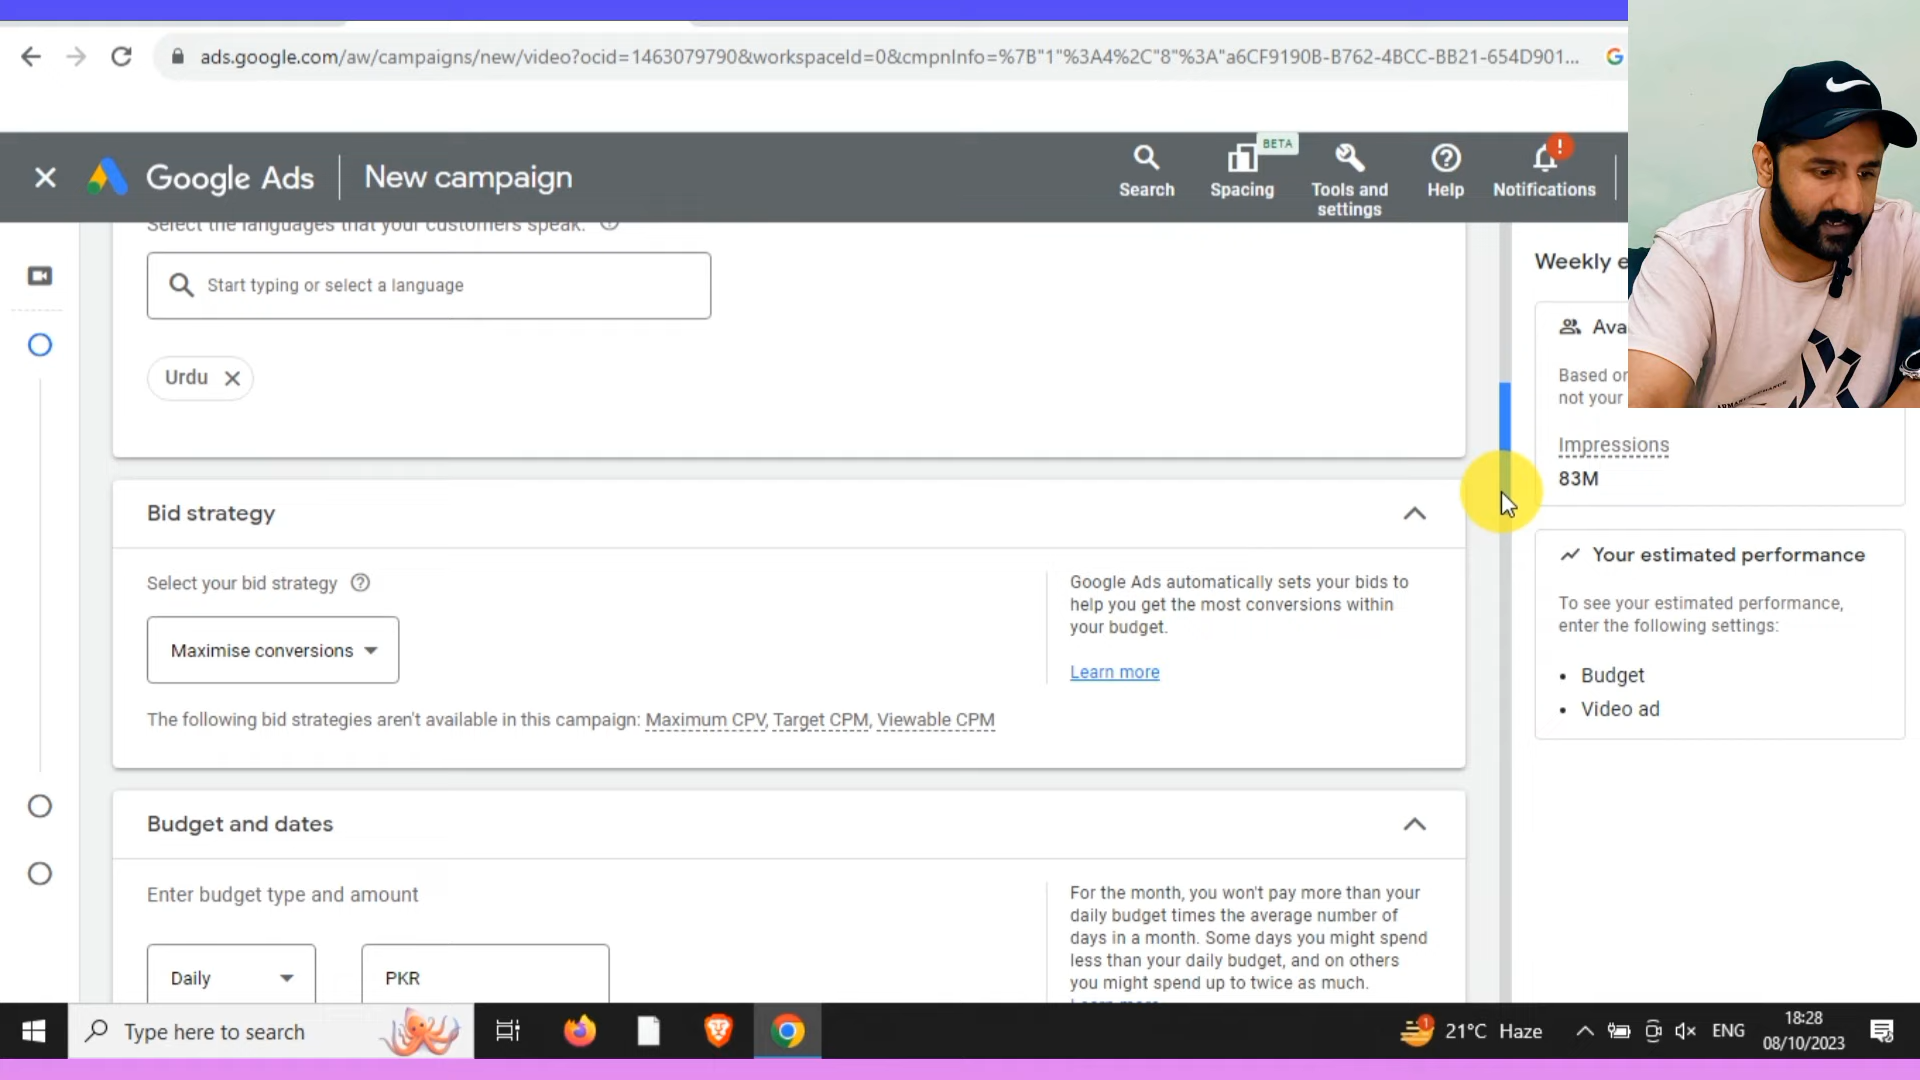 ads.google.com/aw/campaigns/new/video?ocid=1463079790&workspaceId=0&cmpnInfo=%7B"1"%3A4%2C"8"%3A"a6CF9190B-B762-4BCC-BB21-654D901...
Google Ads
New campaign
Search
BETA
Spacing
Tools and
settings
Help
!
Notifications
Select the languages that your customers speak.
Start typing or select a language
Urdu
Bid strategy
Select your bid strategy
Maximise conversions
The following bid strategies aren't available in this campaign: Maximum CPV, Target CPM, Viewable CPM
Google Ads automatically sets your bids to
help you get the most conversions within
your budget.
Learn more
Budget and dates
Enter budget type and amount
Daily
PKR
For the month, you won't pay more than your
daily budget times the average number of
days in a month. Some days you might spend
less than your daily budget, and on others
you might spend up to twice as much.
Learn more
Weekly
Based
not your
Impressions
83M
Your estimated performance
To see your estimated performance,
enter the following settings:
• Budget
• Video ad
Type here to search
1
21°C Haze
ENG
18:28
08/10/2023